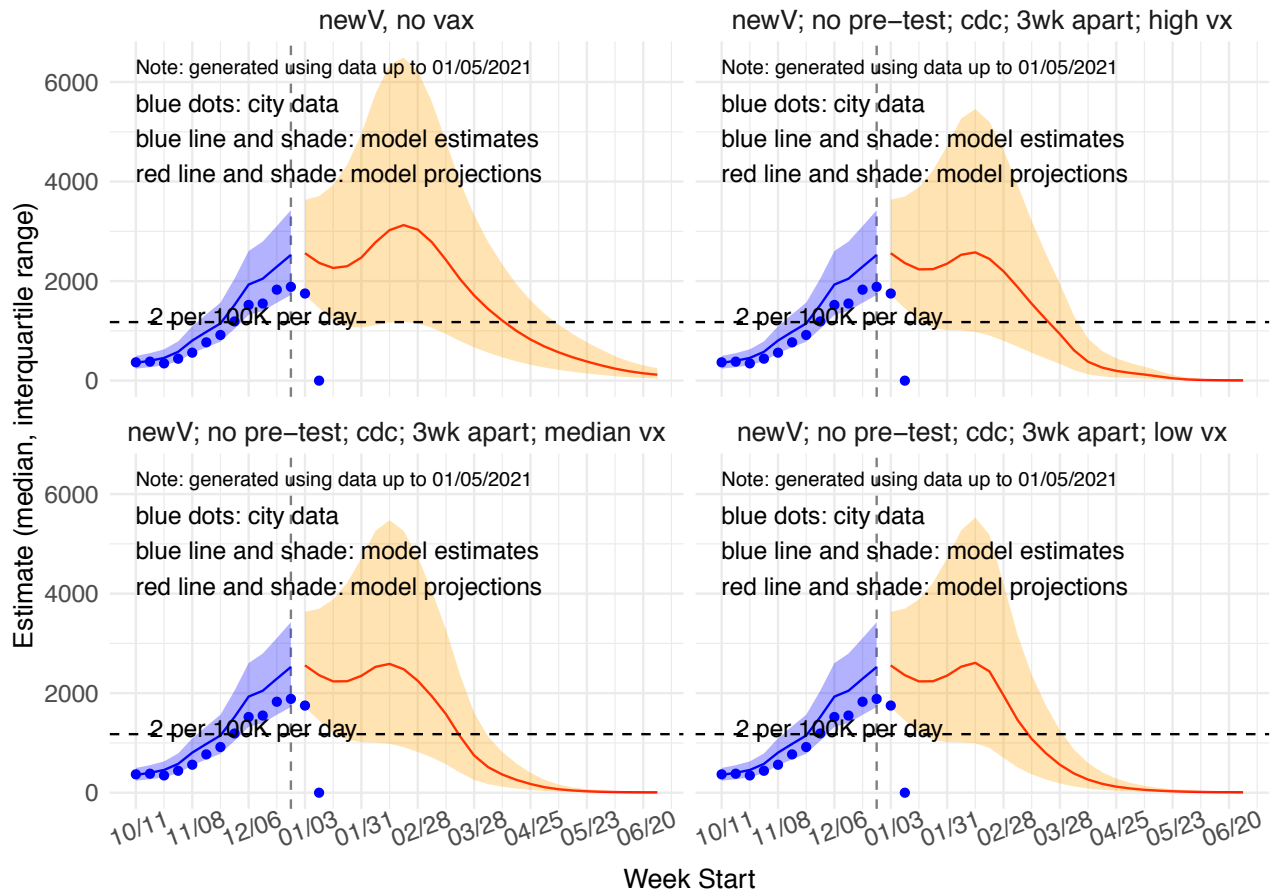 newV, no vax
newV; no pre−test; cdc; 3wk apart; high vx
Note: generated using data up to 01/05/2021
blue dots: city data
blue line and shade: model estimates
red line and shade: model projections
2 per 100K per day
Note: generated using data up to 01/05/2021
blue dots: city data
blue line and shade: model estimates
red line and shade: model projections
2 per 100K per day
6000
4000
2000
0
newV; no pre−test; cdc; 3wk apart; median vx
newV; no pre−test; cdc; 3wk apart; low vx
Note: generated using data up to 01/05/2021
blue dots: city data
blue line and shade: model estimates
red line and shade: model projections
2 per 100K per day
Note: generated using data up to 01/05/2021
blue dots: city data
blue line and shade: model estimates
red line and shade: model projections
2 per 100K per day
6000
4000
2000
0
10/11 11/08 12/06 01/03 01/31 02/28 03/28 04/25 05/23 06/20
10/11 11/08 12/06 01/03 01/31 02/28 03/28 04/25 05/23 06/20
Week Start
Estimate (median, interquartile range)